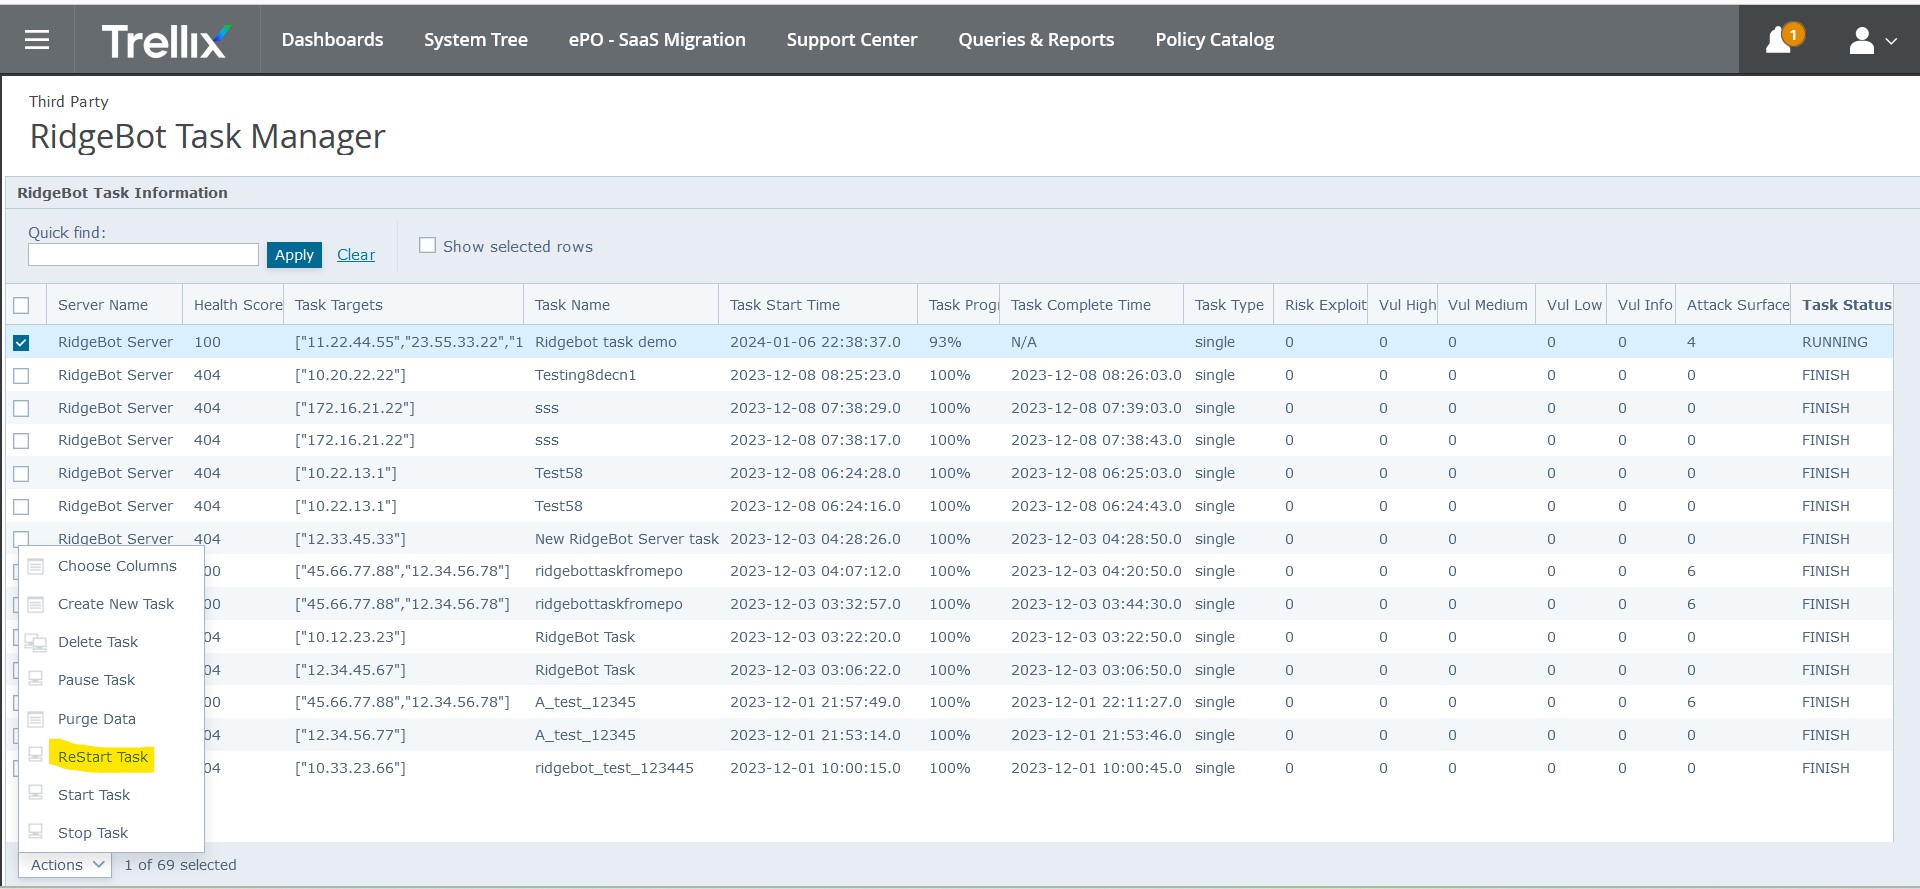 Trellix Dashboards System Tree ePO - SaaS Migration Support Center Queries & Reports Policy Catalog 1
Third Party
RidgeBot Task Manager
RidgeBot Task Information
Quick find:
Apply Clear Show selected rows
Server Name Health Score Task Targets Task Name Task Start Time Task Progr Task Complete Time Task Type Risk Exploit Vul High Vul Medium Vul Low Vul Info Attack Surface Task Status
RidgeBot Server 100 ["11.22.44.55","23.55.33.22","1 Ridgebot task demo 2024-01-06 22:38:37.0 93% N/A single 0 0 0 0 0 4 RUNNING
RidgeBot Server 404 ["10.20.22.22"] Testing8decn1 2023-12-08 08:25:23.0 100% 2023-12-08 08:26:03.0 single 0 0 0 0 0 0 FINISH
RidgeBot Server 404 ["172.16.21.22"] sss 2023-12-08 07:38:29.0 100% 2023-12-08 07:39:03.0 single 0 0 0 0 0 0 FINISH
RidgeBot Server 404 ["172.16.21.22"] sss 2023-12-08 07:38:17.0 100% 2023-12-08 07:38:43.0 single 0 0 0 0 0 0 FINISH
RidgeBot Server 404 ["10.22.13.1"] Test58 2023-12-08 06:24:28.0 100% 2023-12-08 06:25:03.0 single 0 0 0 0 0 0 FINISH
RidgeBot Server 404 ["10.22.13.1"] Test58 2023-12-08 06:24:16.0 100% 2023-12-08 06:24:43.0 single 0 0 0 0 0 0 FINISH
RidgeBot Server 404 ["12.33.45.33"] New RidgeBot Server task 2023-12-03 04:28:26.0 100% 2023-12-03 04:28:50.0 single 0 0 0 0 0 0 FINISH
00 ["45.66.77.88","12.34.56.78"] ridgebottaskfromepo 2023-12-03 04:07:12.0 100% 2023-12-03 04:20:50.0 single 0 0 0 0 0 6 FINISH
00 ["45.66.77.88","12.34.56.78"] ridgebottaskfromepo 2023-12-03 03:32:57.0 100% 2023-12-03 03:44:30.0 single 0 0 0 0 0 6 FINISH
04 ["10.12.23.23"] RidgeBot Task 2023-12-03 03:22:20.0 100% 2023-12-03 03:22:50.0 single 0 0 0 0 0 0 FINISH
04 ["12.34.45.67"] RidgeBot Task 2023-12-03 03:06:22.0 100% 2023-12-03 03:06:50.0 single 0 0 0 0 0 0 FINISH
00 ["45.66.77.88","12.34.56.78"] A_test_12345 2023-12-01 21:57:49.0 100% 2023-12-01 22:11:27.0 single 0 0 0 0 0 6 FINISH
04 ["12.34.56.77"] A_test_12345 2023-12-01 21:53:14.0 100% 2023-12-01 21:53:46.0 single 0 0 0 0 0 0 FINISH
04 ["10.33.23.66"] ridgebot_test_123445 2023-12-01 10:00:15.0 100% 2023-12-01 10:00:45.0 single 0 0 0 0 0 0 FINISH
Choose Columns
Create New Task
Delete Task
Pause Task
Purge Data
ReStart Task
Start Task
Stop Task
Actions 1 of 69 selected